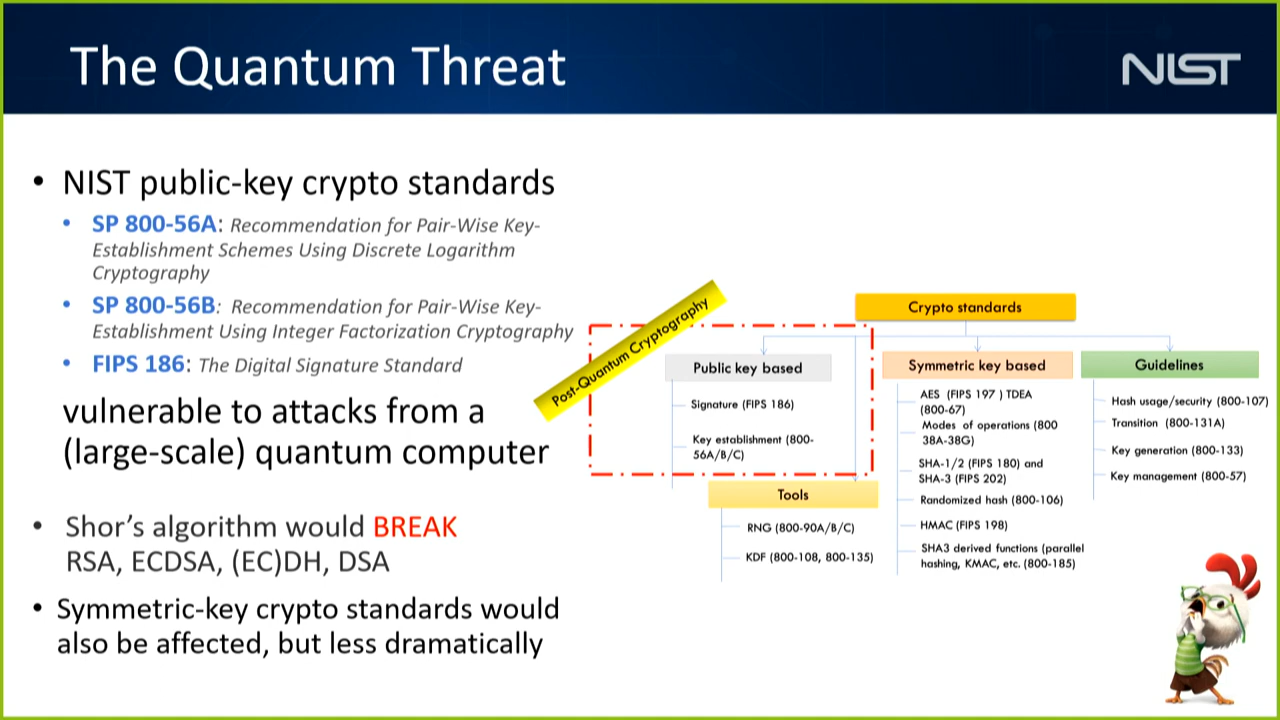 The Quantum Threat
NIST
• NIST public-key crypto standards
• SP 800-56A: Recommendation for Pair-Wise Key-
Establishment Schemes Using Discrete Logarithm
Cryptography
• SP 800-56B: Recommendation for Pair-Wise Key-
Establishment Using Integer Factorization Cryptography
• FIPS 186: The Digital Signature Standard
vulnerable to attacks from a
(large-scale) quantum computer
• Shor's algorithm would BREAK
RSA, ECDSA, (EC)DH, DSA
• Symmetric-key crypto standards would
also be affected, but less dramatically
Post-Quantum Cryptography
Crypto standards
Public key based
Signature (FIPS 186)
Key establishment (800-
56A/B/C)
Tools
RNG (800-90A/B/C)
KDF (800-108, 800-135)
Symmetric key based
AES (FIPS 197 ) TDEA
(800-67)
Modes of operations (800
38A-38G)
SHA-1/2 (FIPS 180) and
SHA-3 (FIPS 202)
Randomized hash (800-106)
HMAC (FIPS 198)
SHA3 derived functions (parallel
hashing, KMAC, etc. (800-185)
Guidelines
Hash usage/security (800-107)
Transition (800-131A)
Key generation (800-133)
Key management (800-57)